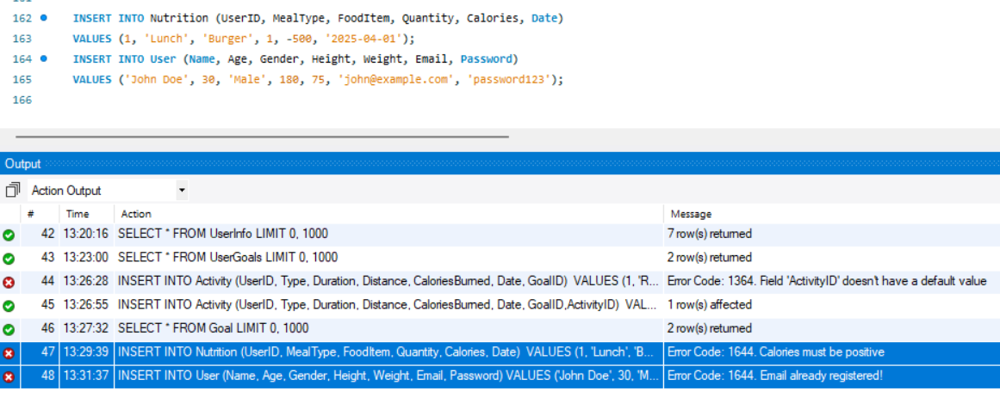 162 INSERT INTO Nutrition (UserID, MealType, FoodItem, Quantity, Calories, Date)
163 VALUES (1, 'Lunch', 'Burger', 1, -500, '2025-04-01');
164 INSERT INTO User (Name, Age, Gender, Height, Weight, Email, Password)
165 VALUES ('John Doe', 30, 'Male', 180, 75, 'john@example.com', 'password123');
166
Output
Action Output
# Time Action Message
42 13:20:16 SELECT * FROM UserInfo LIMIT 0, 1000 7 row(s) returned
43 13:23:00 SELECT * FROM UserGoals LIMIT 0, 1000 2 row(s) returned
44 13:26:28 INSERT INTO Activity (UserID, Type, Duration, Distance, CaloriesBurned, Date, GoalID) VALUES (1, 'R... Error Code: 1364. Field 'ActivityID' doesn't have a default value
45 13:26:55 INSERT INTO Activity (UserID, Type, Duration, Distance, CaloriesBurned, Date, GoalID,ActivityID) VAL... 1 row(s) affected
46 13:27:32 SELECT * FROM Goal LIMIT 0, 1000 2 row(s) returned
47 13:29:39 INSERT INTO Nutrition (UserID, MealType, FoodItem, Quantity, Calories, Date) VALUES (1, 'Lunch', 'B... Error Code: 1644. Calories must be positive
48 13:31:37 INSERT INTO User (Name, Age, Gender, Height, Weight, Email, Password) VALUES ('John Doe', 30, 'M... Error Code: 1644. Email already registered!